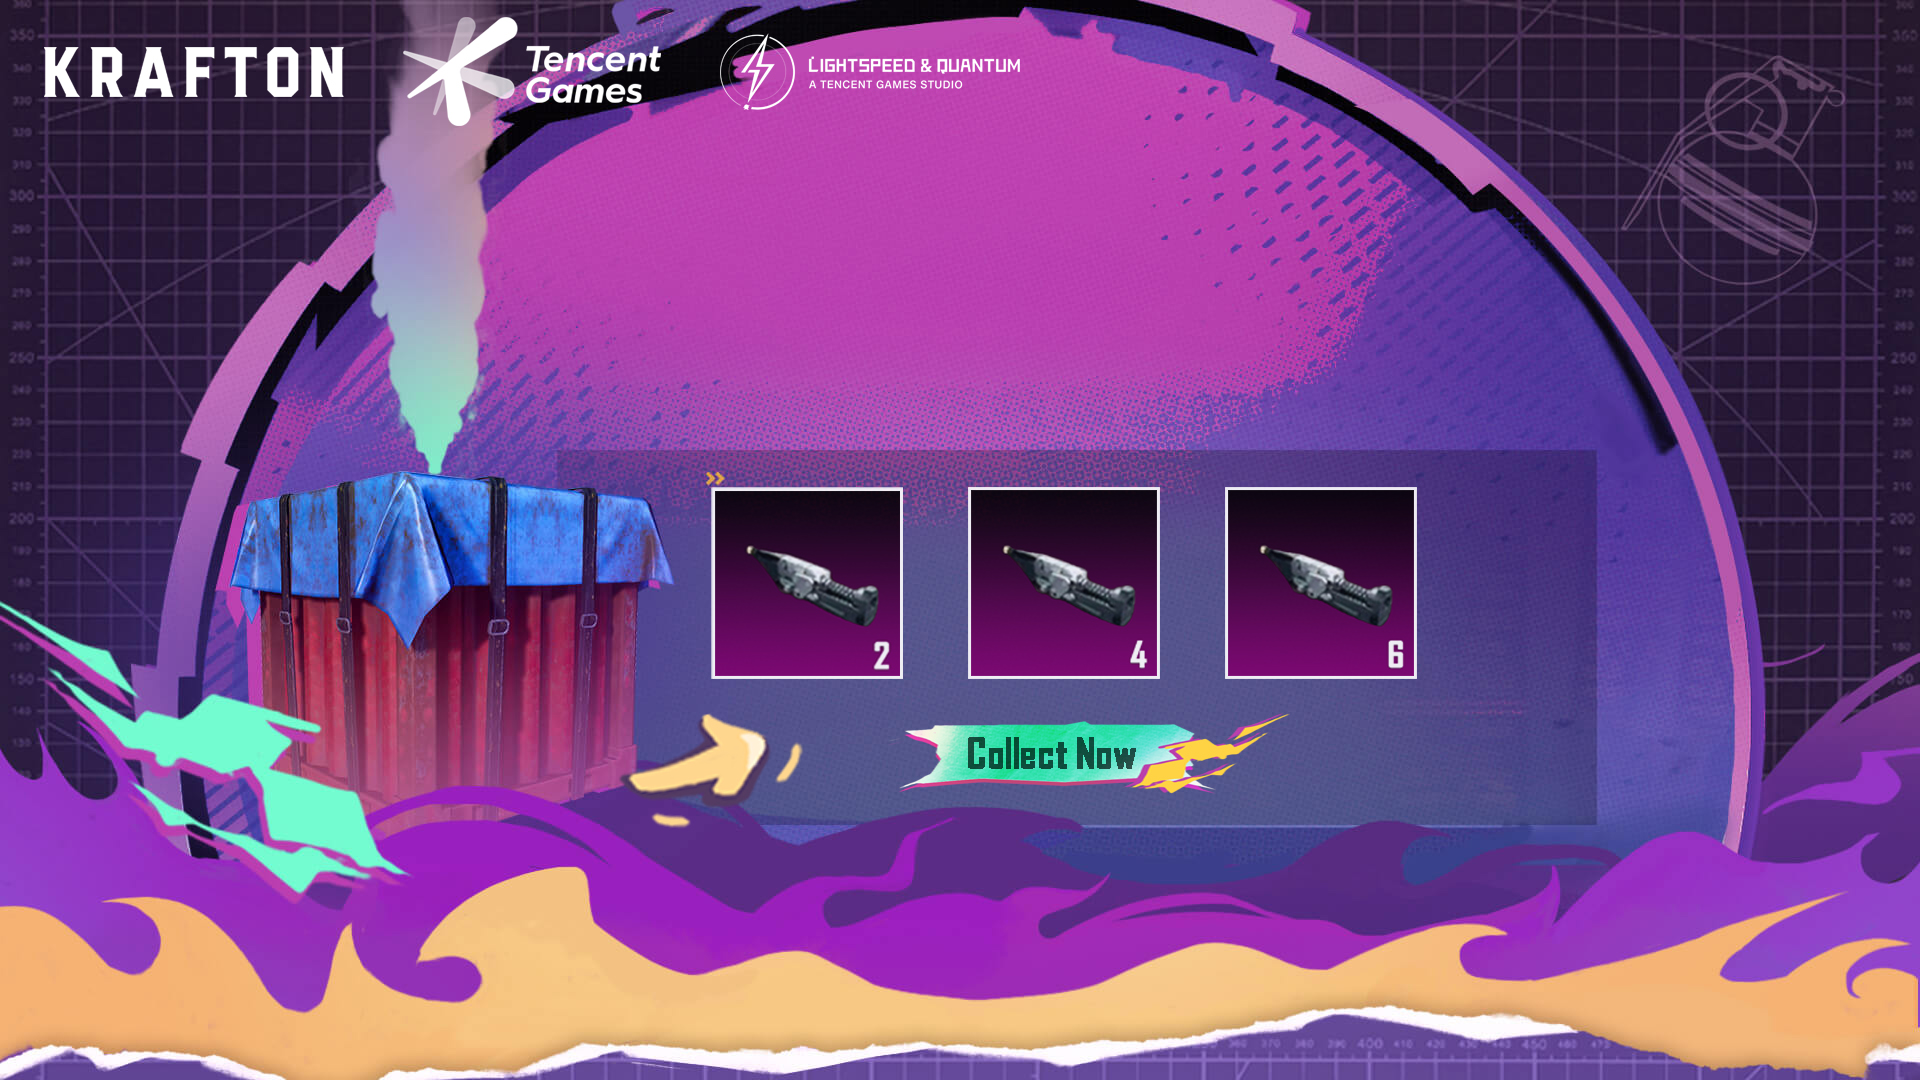 KRAFTON
Tencent
Games
LIGHTSPEED & QUANTUM
A TENCENT GAMES STUDIO
2
4
6
Collect Now